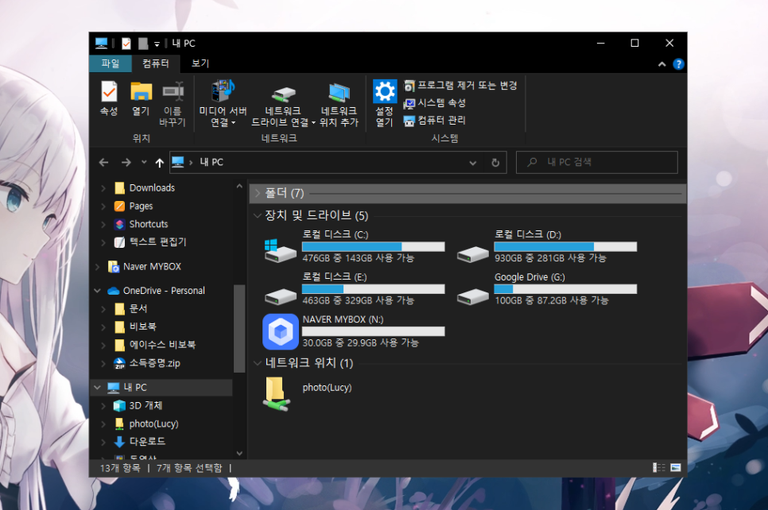 내 PC
파일
컴퓨터
보기
속성
열기
이름
바꾸기
위치
미디어 서버
연결
네트워크
드라이브 연결
네트워크
위치 추가
네트워크
설정
열기
프로그램 제거 또는 변경
시스템 속성
컴퓨터 관리
시스템
내 PC
내 PC 검색
Downloads
Pages
Shortcuts
텍스트 편집기
Naver MYBOX
OneDrive - Personal
문서
비보북
에이수스 비보북
소득증명.zip
내 PC
3D 개체
photo(Lucy)
다운로드
동영상
폴더 (7)
장치 및 드라이브 (5)
로컬 디스크 (C:)
476GB 중 143GB 사용 가능
로컬 디스크 (D:)
930GB 중 281GB 사용 가능
로컬 디스크 (E:)
463GB 중 329GB 사용 가능
Google Drive (G:)
100GB 중 87.2GB 사용 가능
NAVER MYBOX (N:)
30.0GB 중 29.9GB 사용 가능
네트워크 위치 (1)
photo(Lucy)
13개 항목 | 7개 항목 선택함 |